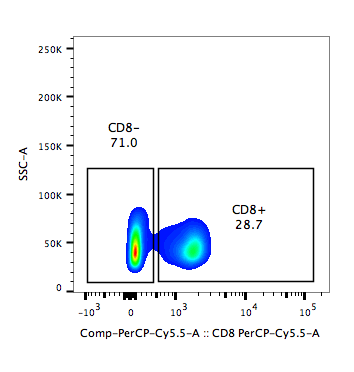 250K
200K
150K
100K
50K
0
SSC-A
CD8-
71.0
CD8+
28.7
-10³ 0 10³ 10⁴ 10⁵
Comp-PerCP-Cy5.5-A :: CD8 PerCP-Cy5.5-A